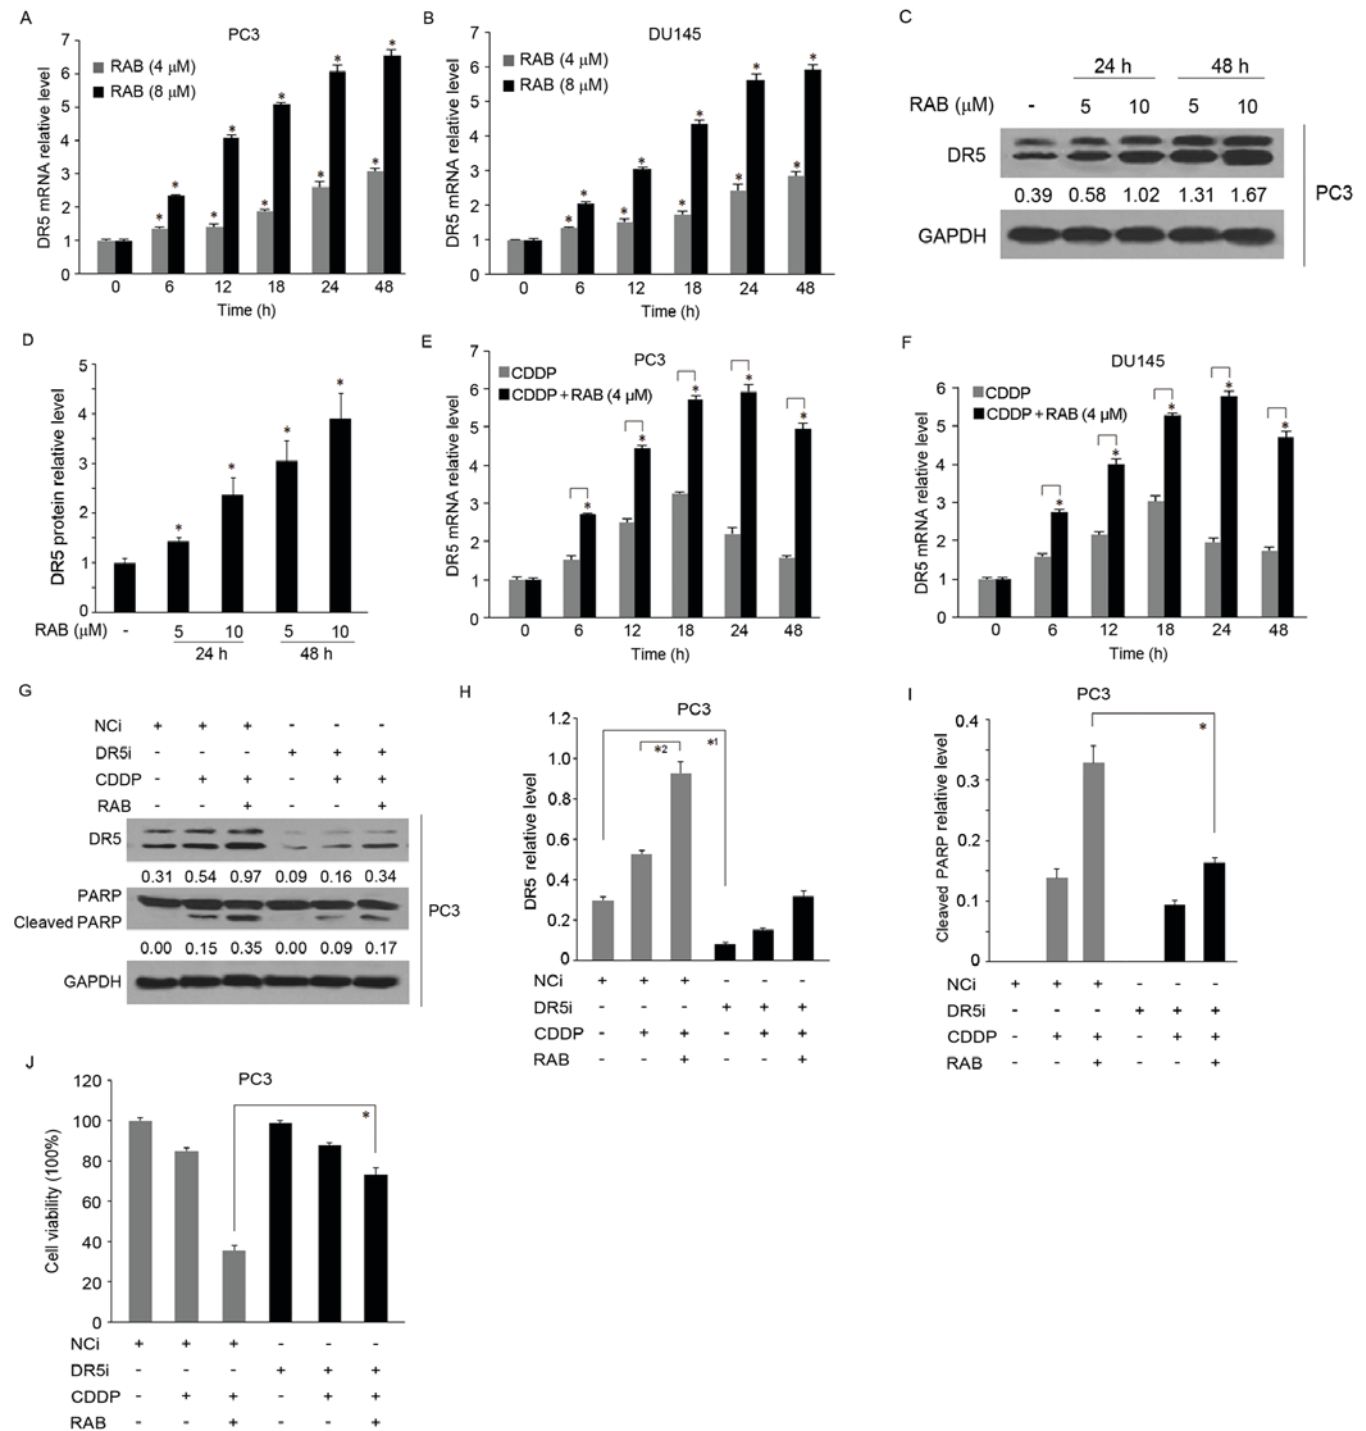 A
PC3
RAB (4 μM)
RAB (8 μM)
DR5 mRNA relative level
7
6
5
4
3
2
1
0
* * * * * * * * * *
0 6 12 18 24 48
Time (h)
B
DU145
RAB (4 μM)
RAB (8 μM)
DR5 mRNA relative level
7
6
5
4
3
2
1
0
* * * * * * * * * *
0 6 12 18 24 48
Time (h)
C
24 h 48 h
RAB (μM) - 5 10 5 10
DR5
0.39 0.58 1.02 1.31 1.67
GAPDH
PC3
D
DR5 protein relative level
5
4
3
2
1
0
* * * *
RAB (μM) - 5 10 5 10
24 h 48 h
E
PC3
CDDP
CDDP + RAB (4 μM)
DR5 mRNA relative level
7
6
5
4
3
2
1
0
* * * * *
0 6 12 18 24 48
Time (h)
F
DU145
CDDP
CDDP + RAB (4 μM)
DR5 mRNA relative level
6
5
4
3
2
1
0
* * * * *
0 6 12 18 24 48
Time (h)
G
NCi + + + - - -
DR5i - - - + + +
CDDP - + + - + +
RAB - - + - - +
DR5
0.31 0.54 0.97 0.09 0.16 0.34
PARP
Cleaved PARP
0.00 0.15 0.35 0.00 0.09 0.17
GAPDH
PC3
H
PC3
DR5 relative level
1.2
1.0
0.8
0.6
0.4
0.2
0
*2 *1
NCi + + + - - -
DR5i - - - + + +
CDDP - + + - + +
RAB - - + - - +
I
PC3
Cleaved PARP relative level
0.4
0.3
0.2
0.1
0
*
NCi + + + - - -
DR5i - - - + + +
CDDP - + + - + +
RAB - - + - - +
J
PC3
Cell viability (100%)
120
100
80
60
40
20
0
*
NCi + + + - - -
DR5i - - - + + +
CDDP - + + - + +
RAB - - + - - +